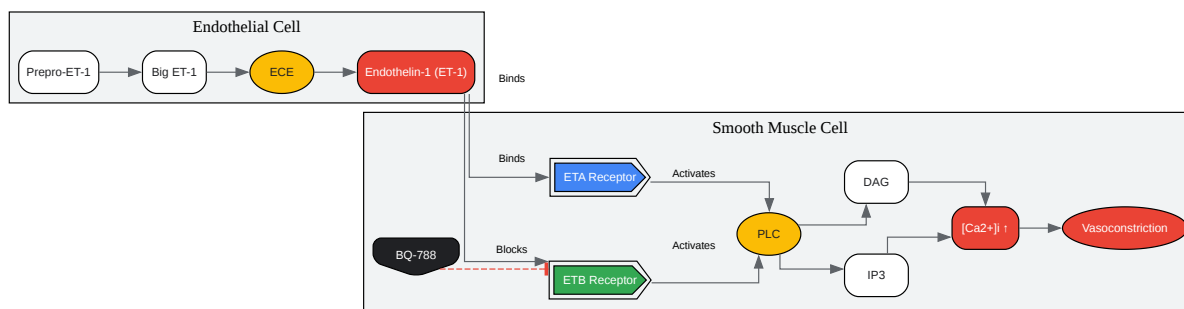 Endothelial Cell
Prepro-ET-1
Big ET-1
ECE
Endothelin-1 (ET-1)
Binds
Smooth Muscle Cell
Binds
ETA Receptor
Activates
DAG
PLC
[Ca2+]i ↑
Vasoconstriction
BQ-788
Blocks
Activates
ETB Receptor
IP3